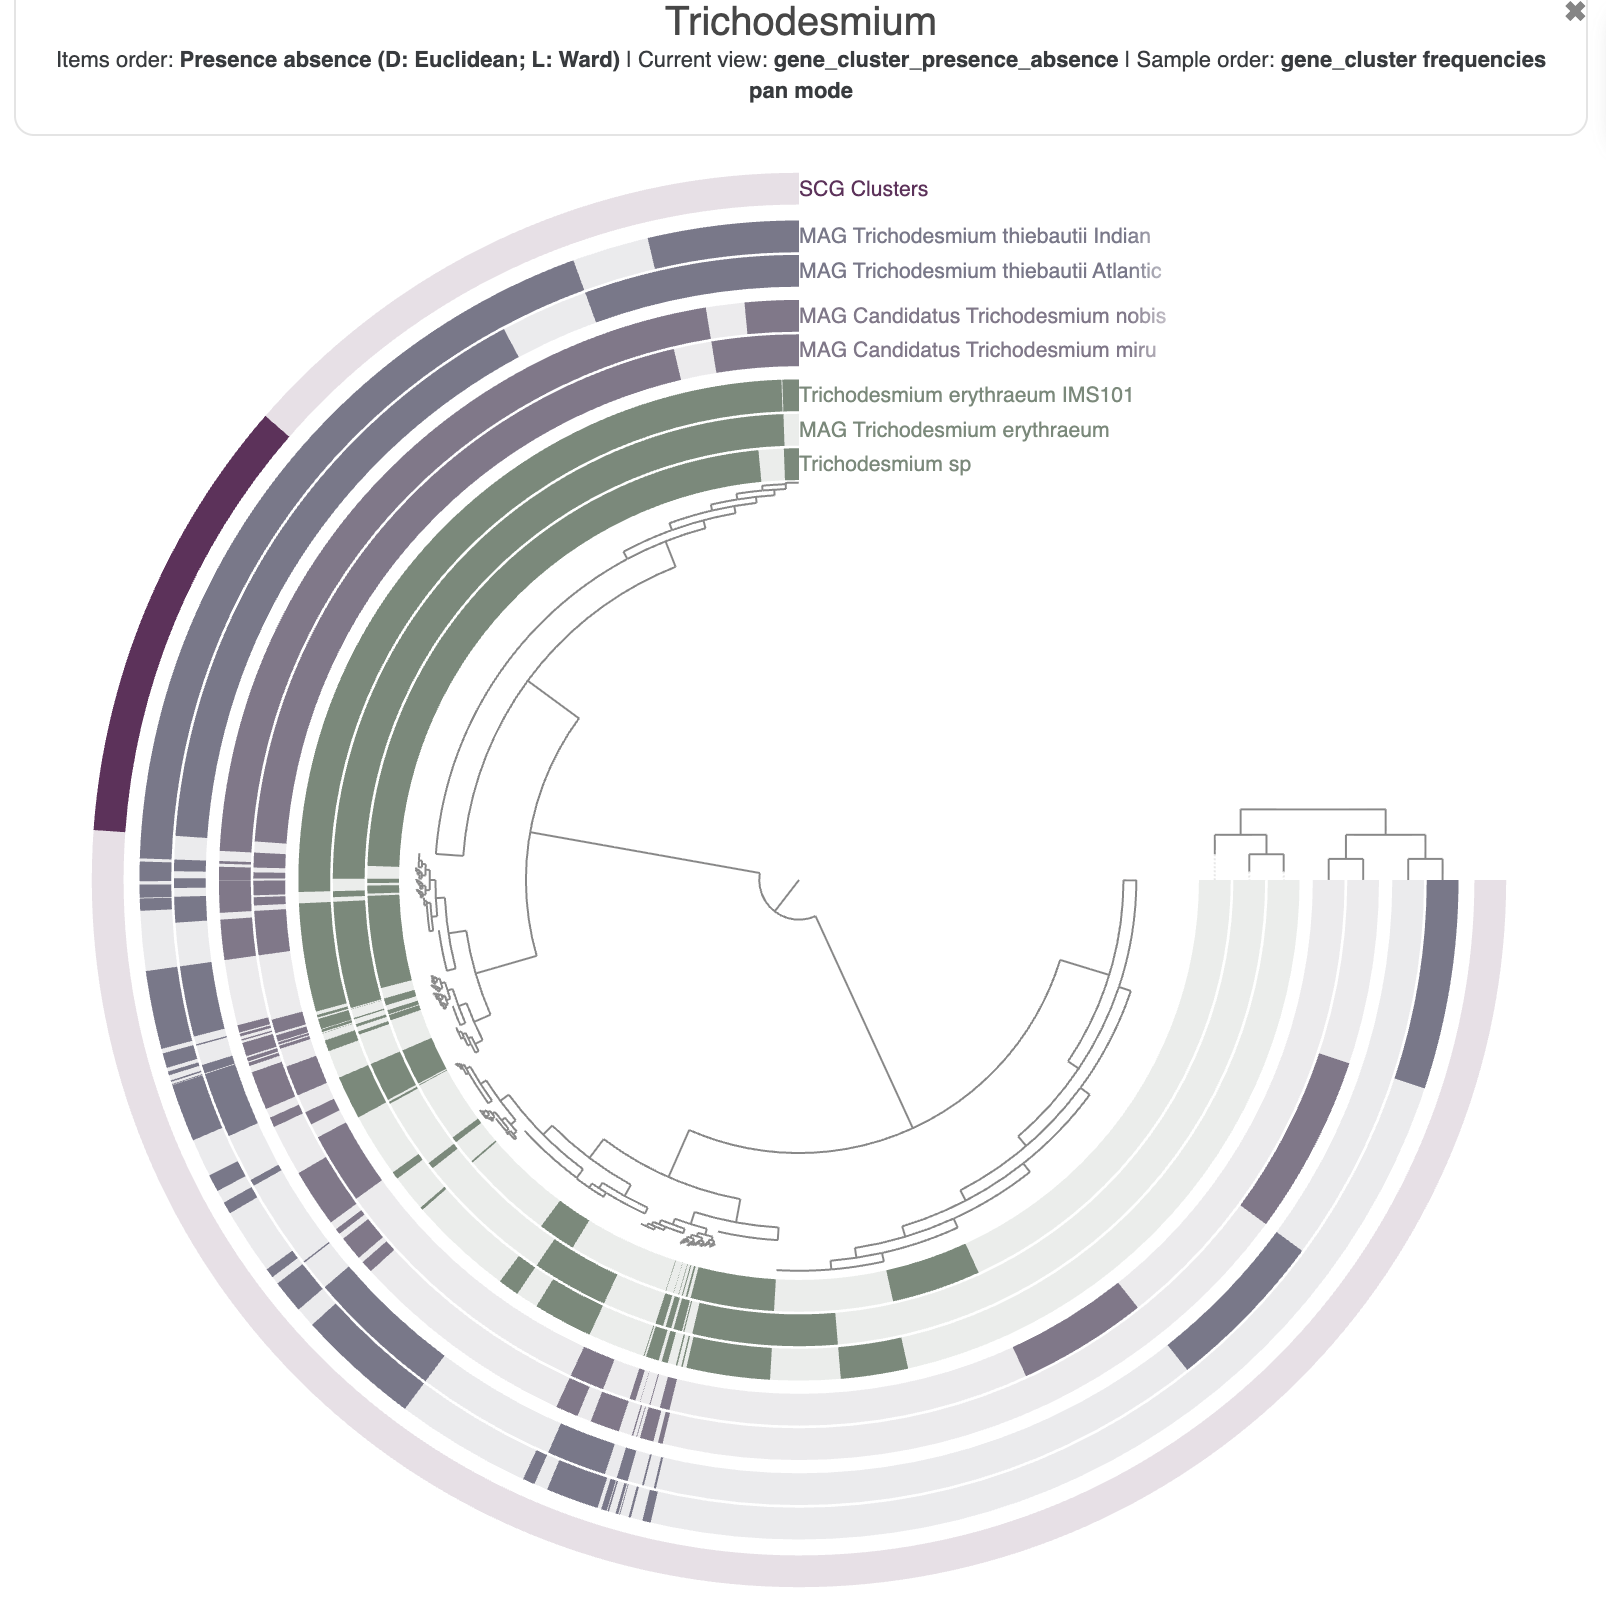 Trichodesmium
Items order: Presence absence (D: Euclidean; L: Ward) | Current view: gene_cluster_presence_absence | Sample order: gene_cluster frequencies
pan mode
SCG Clusters
MAG Trichodesmium thiebautii Indian
MAG Trichodesmium thiebautii Atlantic
MAG Candidatus Trichodesmium nobis
MAG Candidatus Trichodesmium miru
Trichodesmium erythraeum IMS101
MAG Trichodesmium erythraeum
Trichodesmium sp